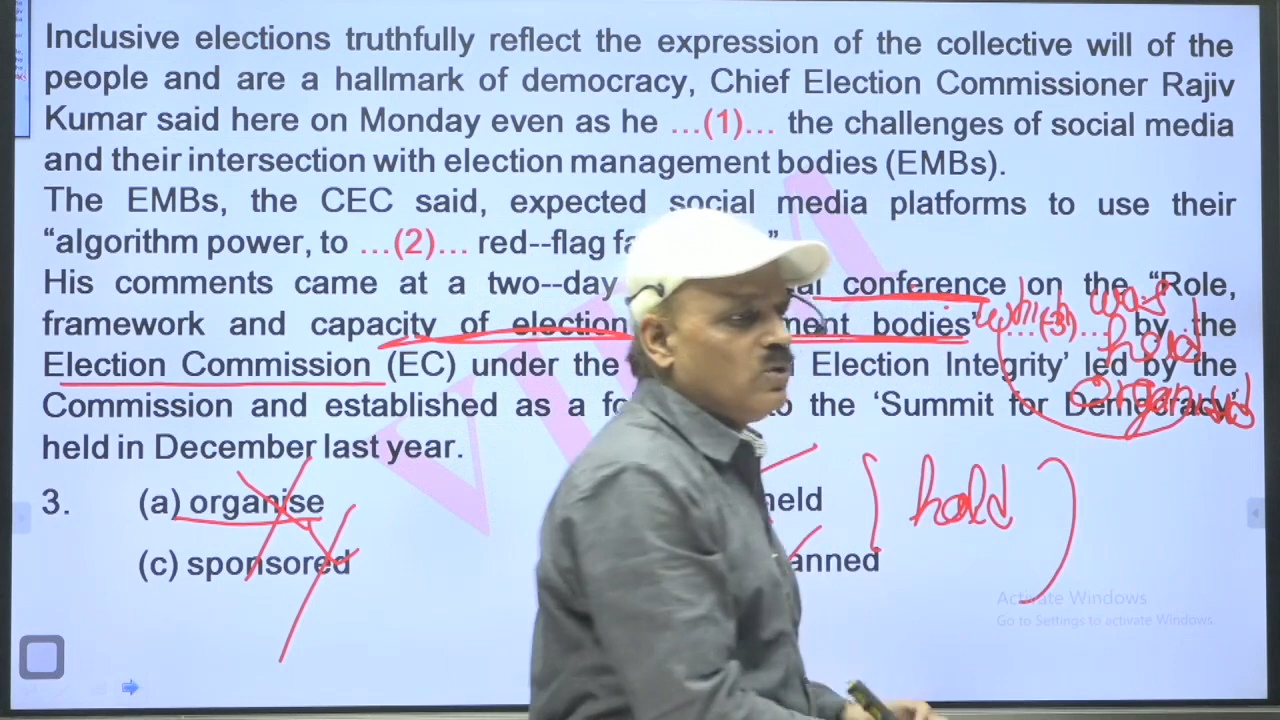 Inclusive elections truthfully reflect the expression of the collective will of the
people and are a hallmark of democracy, Chief Election Commissioner Rajiv
Kumar said here on Monday even as he ...(1)... the challenges of social media
and their intersection with election management bodies (EMBs).
The EMBs, the CEC said, expected social media platforms to use their
“algorithm power, to ...(2)... red--flag
His comments came at a two--day conference on the “Role,
framework and capacity of election bodies” ...(3)... by the
Election Commission (EC) under the Election Integrity’ led by the
Commission and established as a to the ‘Summit for Democracy’
held in December last year.
which was
held
organised
3. (a) organise held
(c) sponsored
hold
Activate Windows
Go to Settings to activate Windows.